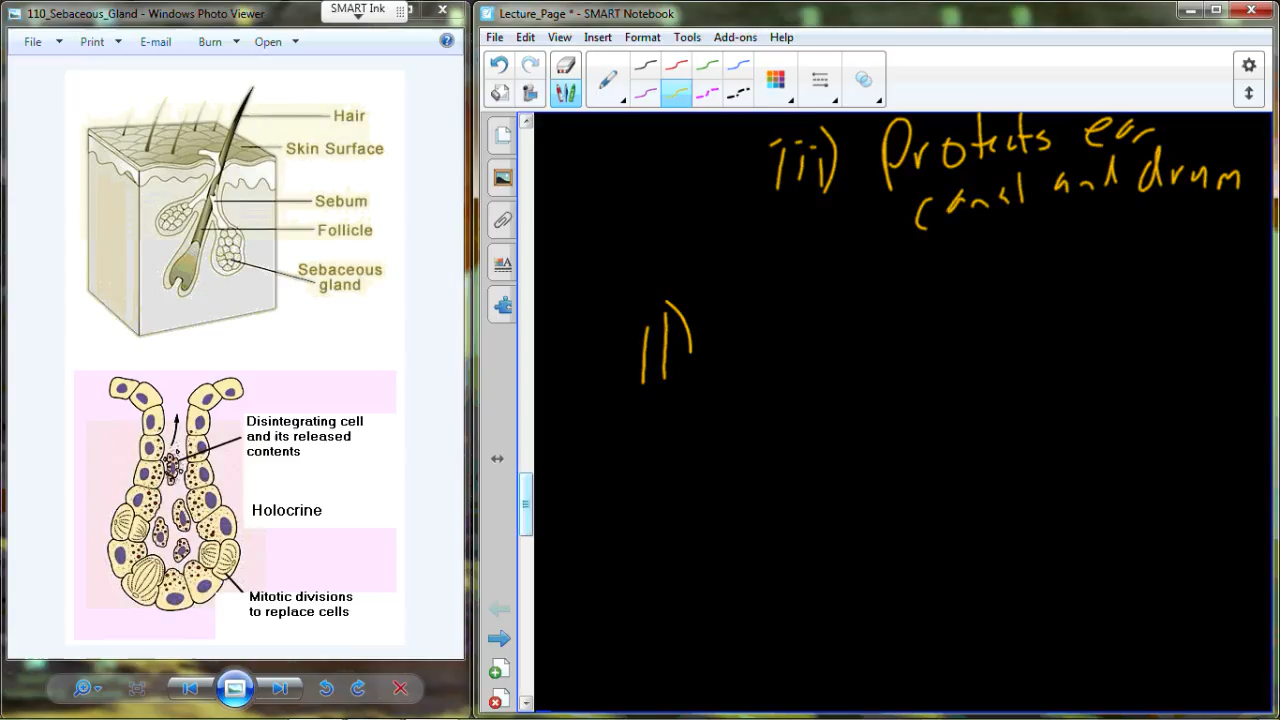 110_Sebaceous_Gland - Windows Photo Viewer
SMART Ink
File Print E-mail Burn Open
Hair
Skin Surface
Sebum
Follicle
Sebaceous
gland
Disintegrating cell
and its released
contents
Holocrine
Mitotic divisions
to replace cells
Lecture_Page * - SMART Notebook
File Edit View Insert Format Tools Add-ons Help
iii) Protects ear
canal and drum